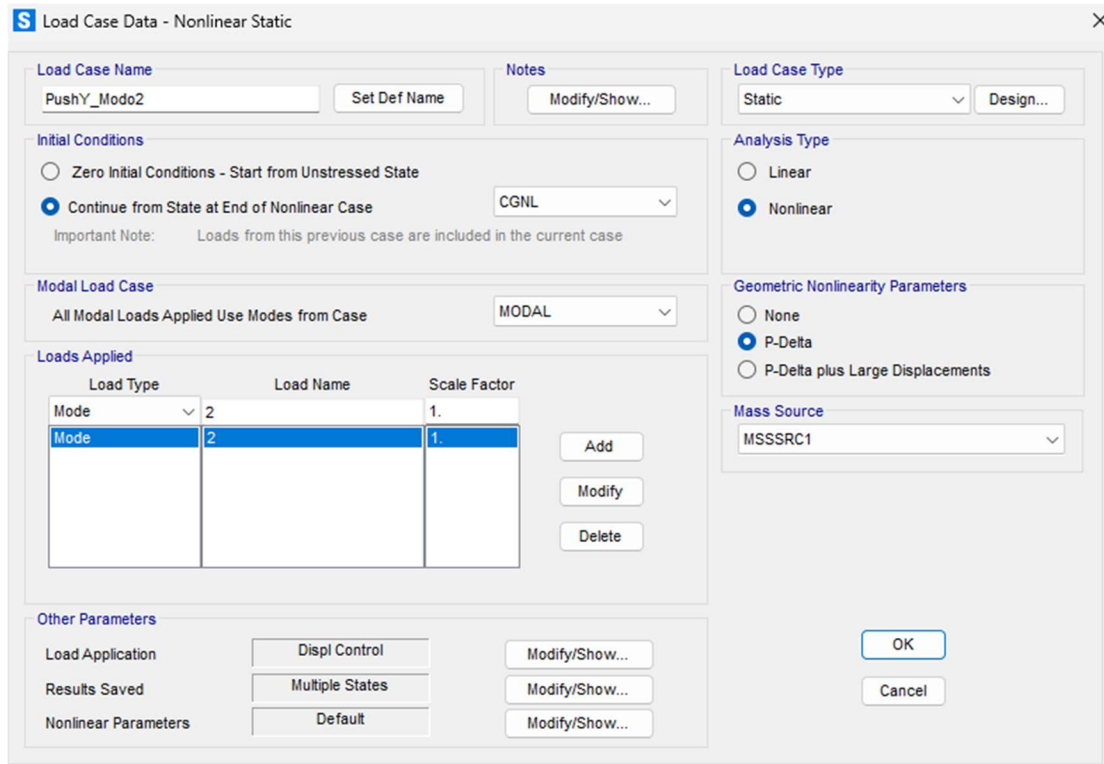 S Load Case Data - Nonlinear Static
Load Case Name
PushY_Modo2
Set Def Name
Notes
Modify/Show...
Load Case Type
Static
Design...
Initial Conditions
Zero Initial Conditions - Start from Unstressed State
Continue from State at End of Nonlinear Case
CGNL
Important Note: Loads from this previous case are included in the current case
Analysis Type
Linear
Nonlinear
Modal Load Case
All Modal Loads Applied Use Modes from Case
MODAL
Geometric Nonlinearity Parameters
None
P-Delta
P-Delta plus Large Displacements
Loads Applied
Load Type Load Name Scale Factor
Mode 2 1.
Mode 2 1.
Add
Modify
Delete
Mass Source
MSSSRC1
Other Parameters
Load Application Displ Control Modify/Show...
Results Saved Multiple States Modify/Show...
Nonlinear Parameters Default Modify/Show...
OK
Cancel